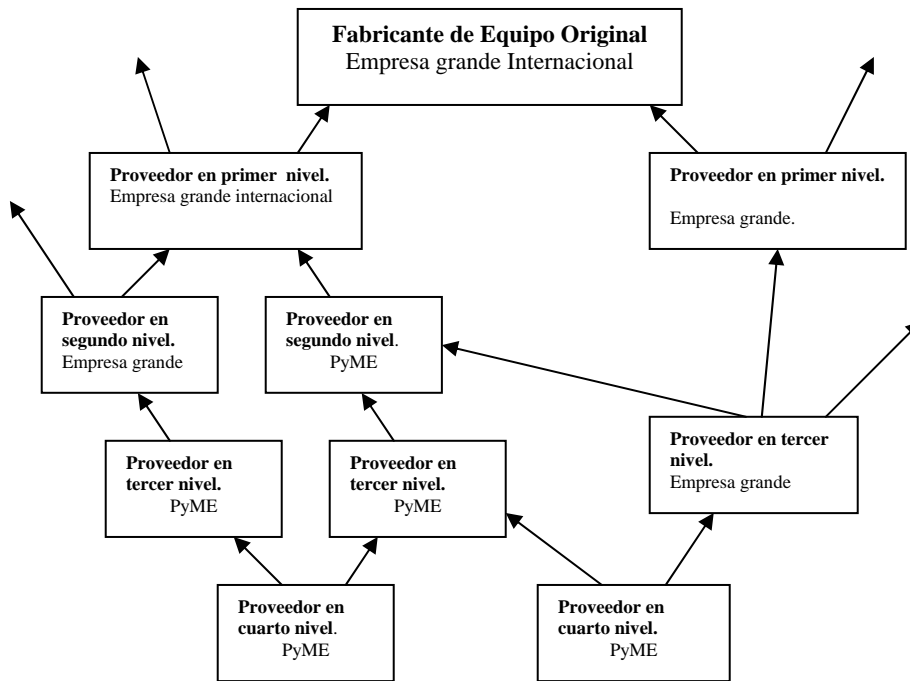 Fabricante de Equipo Original
Empresa grande Internacional
Proveedor en primer nivel.
Empresa grande internacional
Proveedor en primer nivel.
Empresa grande.
Proveedor en
segundo nivel.
Empresa grande
Proveedor en
segundo nivel.
PyME
Proveedor en tercer
nivel.
Empresa grande
Proveedor en
tercer nivel.
PyME
Proveedor en
tercer nivel.
PyME
Proveedor en
cuarto nivel.
PyME
Proveedor en
cuarto nivel.
PyME